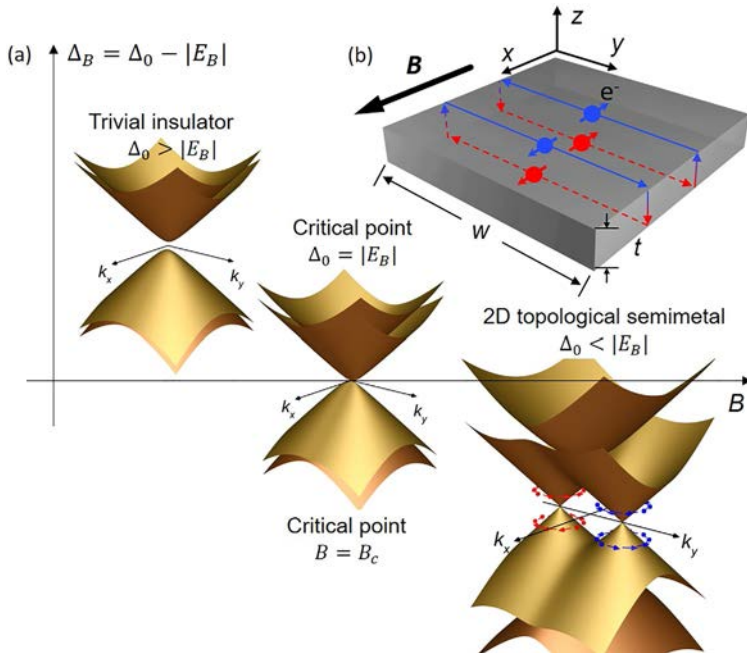 (a)
Δ_B = Δ_0 − |E_B|
Trivial insulator
Δ_0 > |E_B|
k_x
k_y
Critical point
Δ_0 = |E_B|
k_x
k_y
Critical point
B = B_c
2D topological semimetal
Δ_0 < |E_B|
B
k_x
k_y
(b)
B
z
x
y
e⁻
w
t